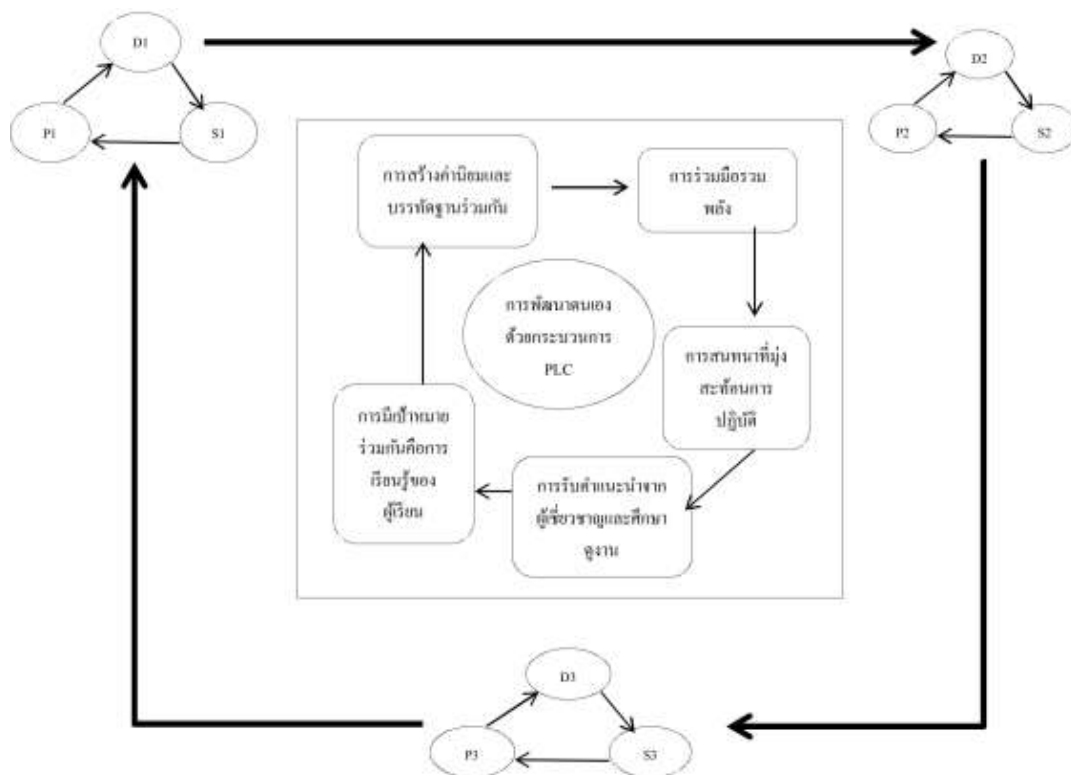 D1
P1
S1
D2
P2
S2
การสร้างค่านิยมและ
บรรทัดฐานร่วมกัน
การร่วมมือรวม
พลัง
การพัฒนาตนเอง
ด้วยกระบวนการ
PLC
การสนทนาที่มุ่ง
สะท้อนการ
ปฏิบัติ
การมีเป้าหมาย
ร่วมกันคือการ
เรียนรู้ของ
ผู้เรียน
การรับคำแนะนำจาก
ผู้เชี่ยวชาญและศึกษา
ดูงาน
D3
P3
S3